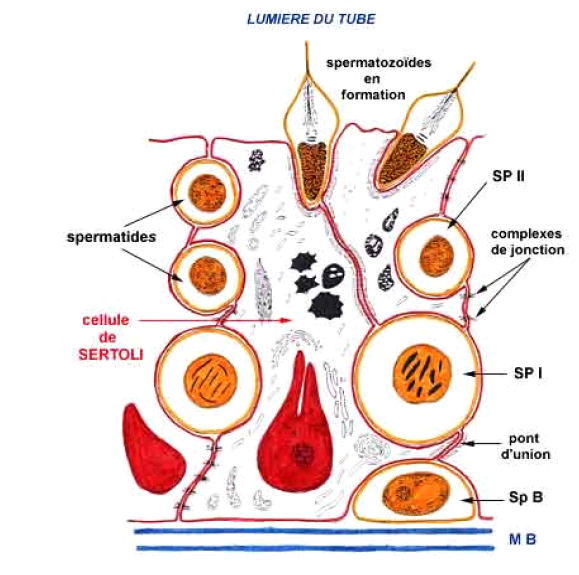 LUMIERE DU TUBE
spermatozoïdes
en
formation
SP II
spermatides
complexes
de jonction
cellule
de
SERTOLI
SP I
pont
d'union
Sp B
M B